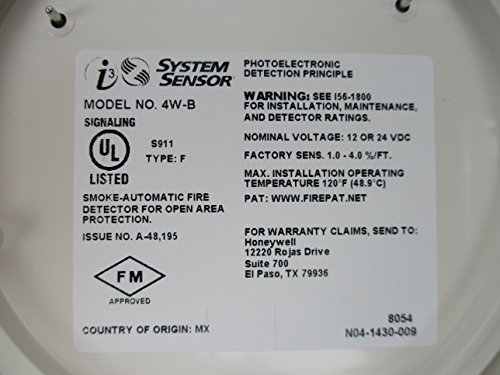 i3 SYSTEM
SENSOR
MODEL NO. 4W-B
SIGNALING
UL
S911
TYPE: F
LISTED
SMOKE-AUTOMATIC FIRE
DETECTOR FOR OPEN AREA
PROTECTION.
ISSUE NO. A-48,195
FM
APPROVED
COUNTRY OF ORIGIN: MX
PHOTOELECTRONIC
DETECTION PRINCIPLE
WARNING: SEE I56-1800
FOR INSTALLATION, MAINTENANCE,
AND DETECTOR RATINGS.
NOMINAL VOLTAGE: 12 OR 24 VDC
FACTORY SENS. 1.0 - 4.0 %/FT.
MAX. INSTALLATION OPERATING
TEMPERATURE 120°F (48.9°C)
PAT: WWW.FIREPAT.NET
FOR WARRANTY CLAIMS, SEND TO:
Honeywell
12220 Rojas Drive
Suite 700
El Paso, TX 79936
8054
N04-1430-009